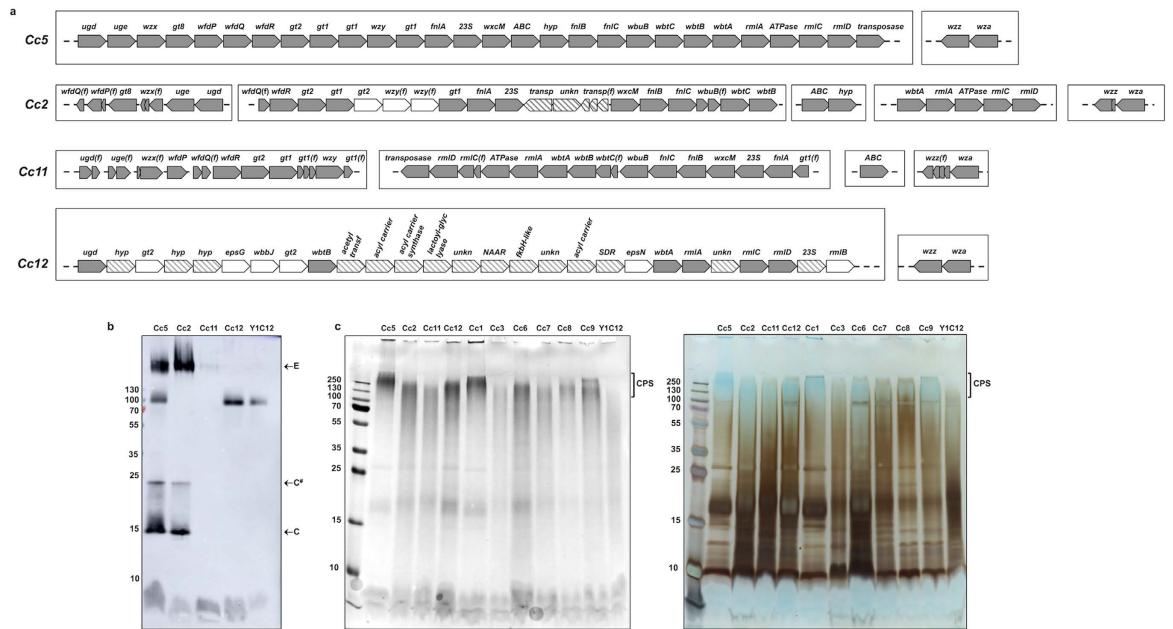 a
Cc5
ugd uge wzx gt8 wfdP wfdQ wfdR gt2 gt1 gt1 wzy gt1 fnlA 23S wxcM ABC hyp fnlB fnlC wbuB wbtC wbtB wbtA rmlA ATPase rmlC rmlD transposase
wzz wza
Cc2
wfdQ(f) wfdP(f) gt8 wzx(f) uge ugd
wfdQ(f) wfdR gt2 gt1 gt2 wzy(f) wzy(f) gt1 fnlA 23S transp unkn transp(f) wxcM fnlB fnlC wbuB(f) wbtC wbtB
ABC hyp
wbtA rmlA ATPase rmlC rmlD
wzz wza
Cc11
ugd(f) uge(f) wzx(f) wfdP wfdQ(f) wfdR gt2 gt1 gt1(f) wzy gt1(f)
transposase rmlD rmlC(f) ATPase rmlA wbtA wbtB wbtC(f) wbuB fnlC fnlB wxcM 23S fnlA gt1(f)
ABC
wzz(f) wza
Cc12
ugd hyp gt2 hyp hyp epsG wbbJ gt2 wbtB acetyl transf acyl carrier acyl carrier synthase lactoyl-glyc lyase unkn NAAR fkbH-like unkn acyl carrier SDR epsN wbtA rmlA unkn rmlC rmlD 23S rmlB
wzz wza
b
Cc5 Cc2 Cc11 Cc12 Y1C12
130
100
70
55
35
25
15
10
←E
←C#
←C
c
Cc5 Cc2 Cc11 Cc12 Cc1 Cc3 Cc6 Cc7 Cc8 Cc9 Y1C12
250
130
100
70
55
35
25
15
10
CPS
Cc5 Cc2 Cc11 Cc12 Cc1 Cc3 Cc6 Cc7 Cc8 Cc9 Y1C12
250
130
100
70
55
35
25
15
10
CPS